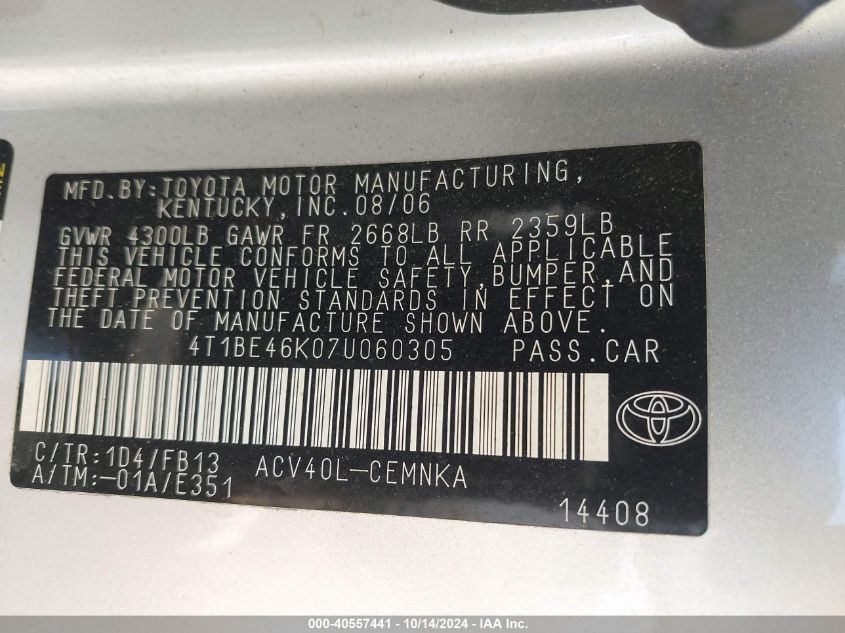 MFD. BY: TOYOTA MOTOR MANUFACTURING,
KENTUCKY, INC. 08/06
GVWR 4300LB GAWR FR 2668LB RR 2359LB
THIS VEHICLE CONFORMS TO ALL APPLICABLE
FEDERAL MOTOR VEHICLE SAFETY, BUMPER, AND
THEFT PREVENTION STANDARDS IN EFFECT ON
THE DATE OF MANUFACTURE SHOWN ABOVE.
4T1BE46K07U060305 PASS. CAR
C/TR: 1D4/FB13 ACV40L-CEMNKA
A/TM: -01A/E351
14408
000-40557441 - 10/14/2024 - IAA Inc.